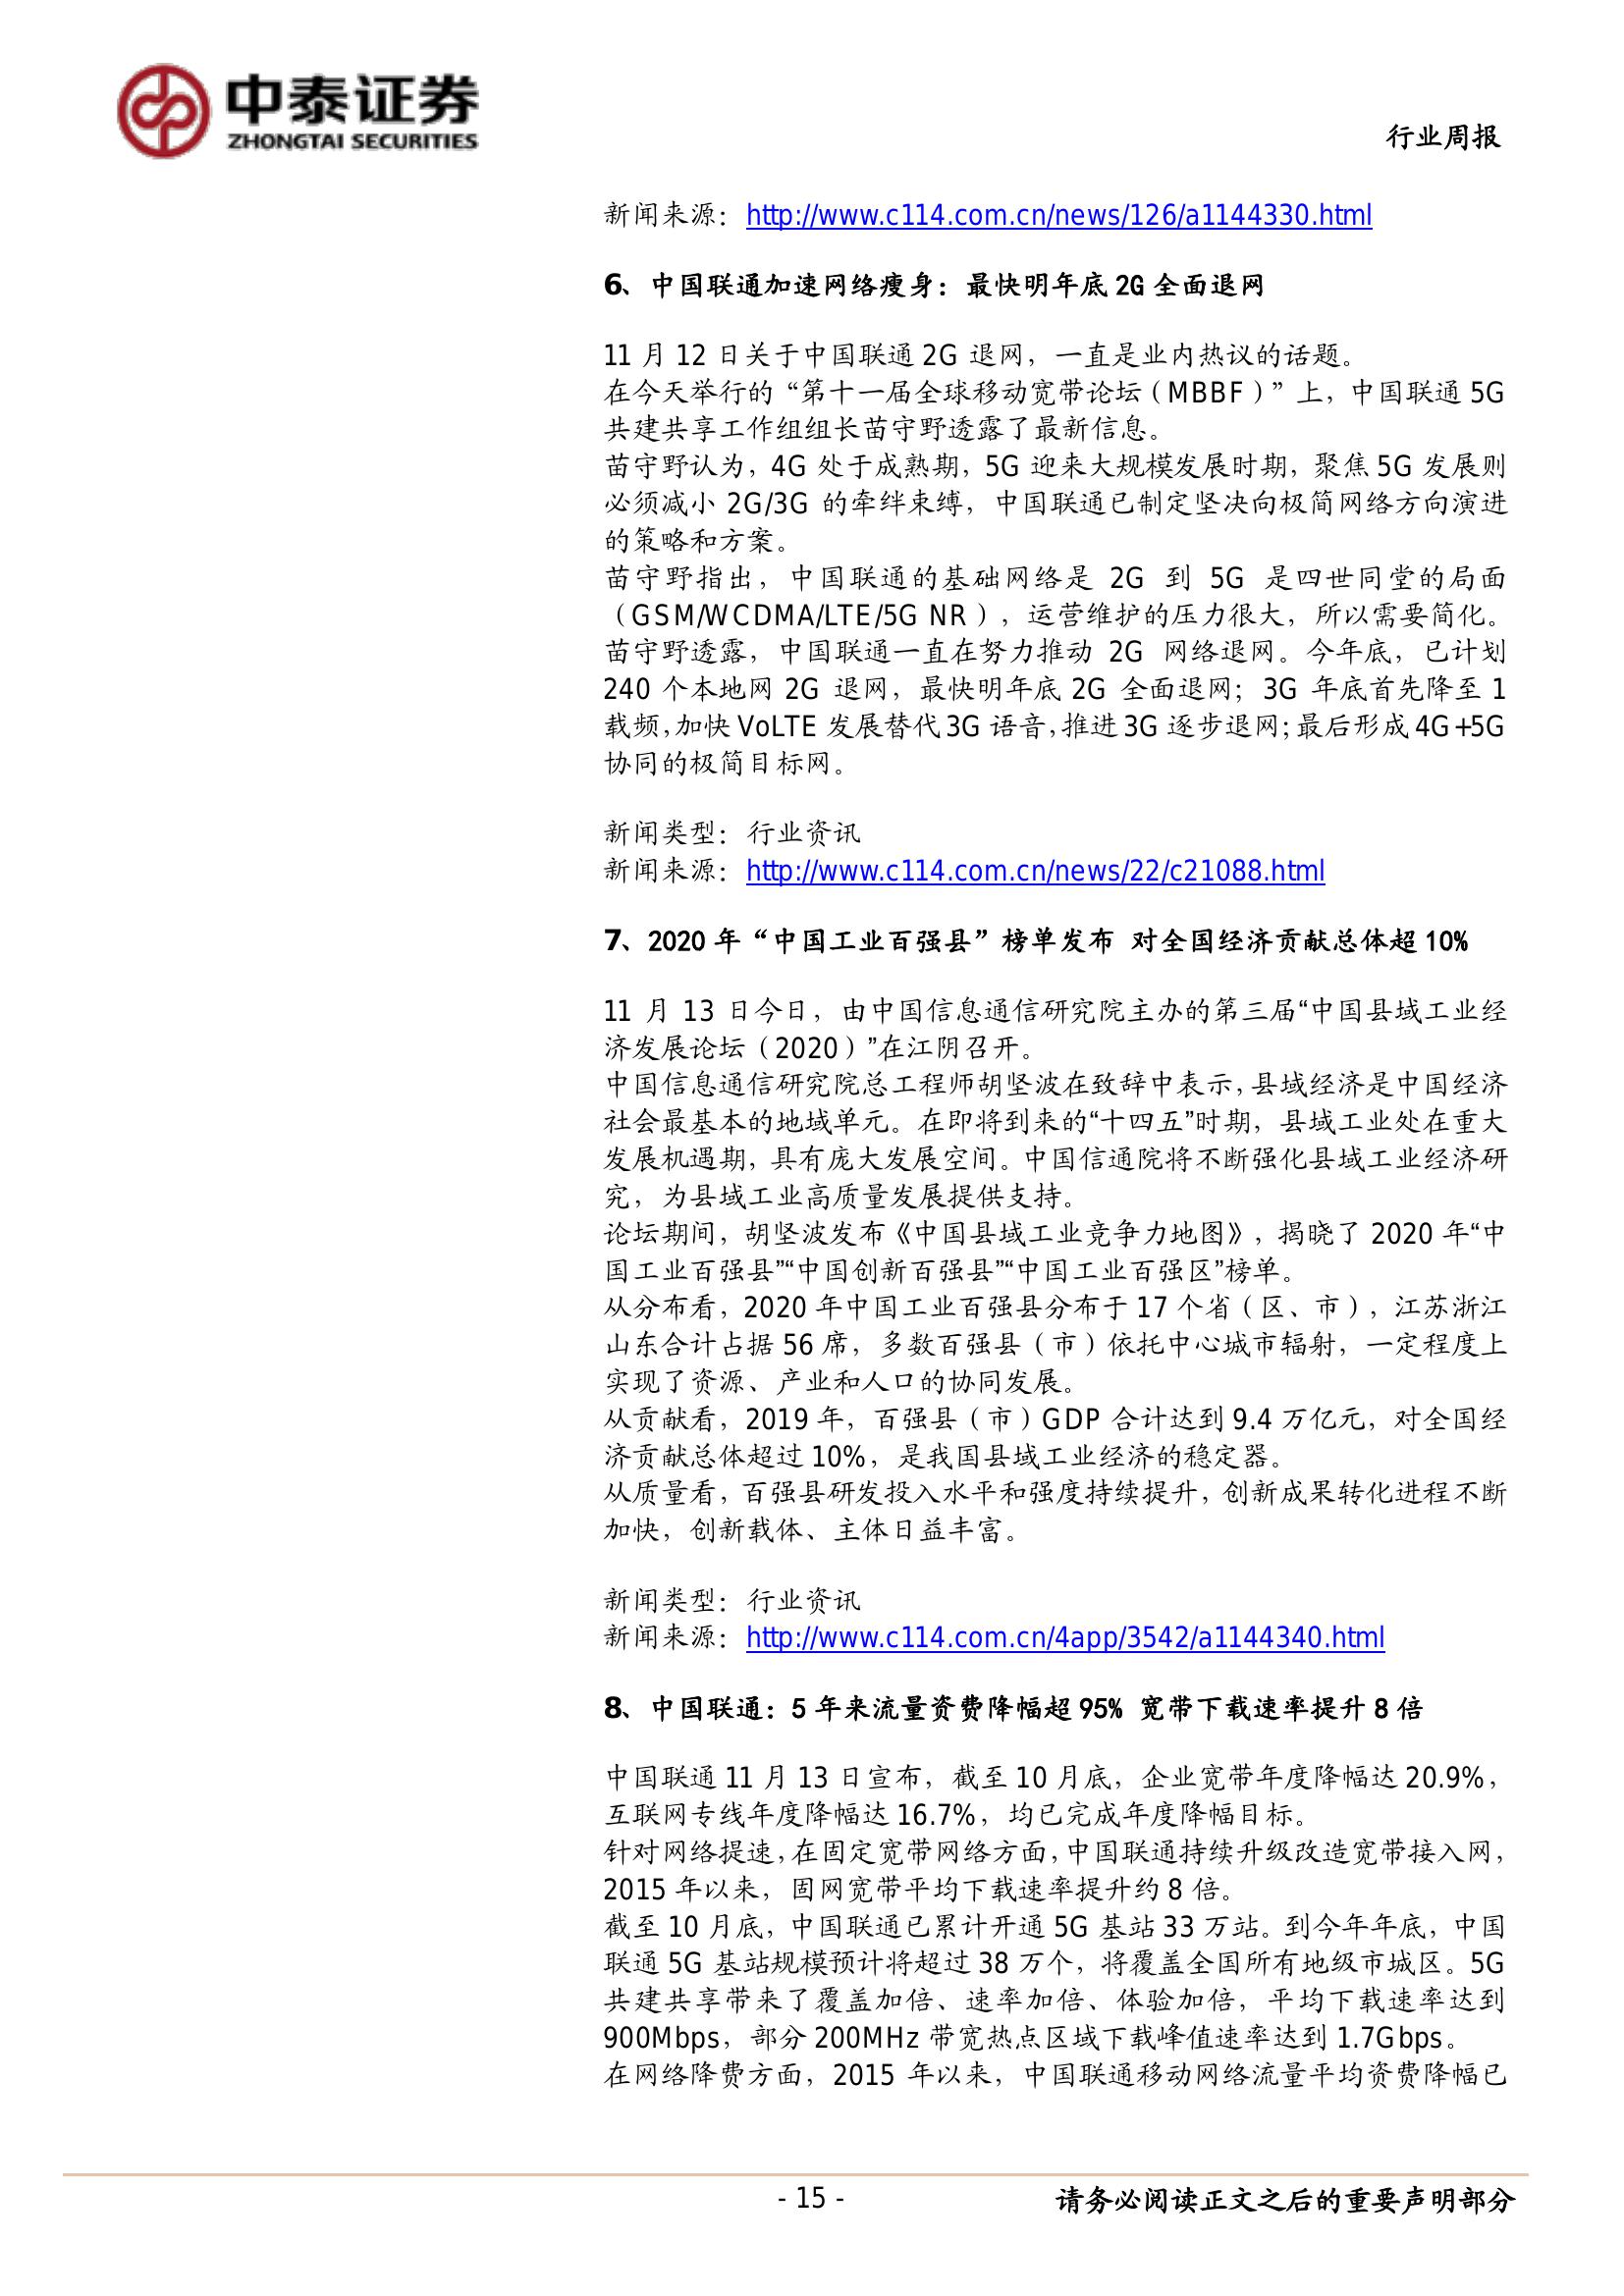 中泰证券
ZHONGTAI SECURITIES
行业周报
新闻来源：http://www.c114.com.cn/news/126/a1144330.html
6、中国联通加速网络瘦身：最快明年底 2G 全面退网
11 月 12 日关于中国联通 2G 退网，一直是业内热议的话题。
在今天举行的“第十一届全球移动宽带论坛（MBBF）”上，中国联通 5G
共建共享工作组组长苗守野透露了最新信息。
苗守野认为，4G 处于成熟期，5G 迎来大规模发展时期，聚焦 5G 发展则
必须减小 2G/3G 的牵绊束缚，中国联通已制定坚决向极简网络方向演进
的策略和方案。
苗守野指出，中国联通的基础网络是 2G 到 5G 是四世同堂的局面
（GSM/WCDMA/LTE/5G NR），运营维护的压力很大，所以需要简化。
苗守野透露，中国联通一直在努力推动 2G 网络退网。今年底，已计划
240 个本地网 2G 退网，最快明年底 2G 全面退网；3G 年底首先降至 1
载频，加快 VoLTE 发展替代 3G 语音，推进 3G 逐步退网；最后形成 4G+5G
协同的极简目标网。
新闻类型：行业资讯
新闻来源：http://www.c114.com.cn/news/22/c21088.html
7、2020 年“中国工业百强县”榜单发布 对全国经济贡献总体超 10%
11 月 13 日今日，由中国信息通信研究院主办的第三届“中国县域工业经
济发展论坛（2020）”在江阴召开。
中国信息通信研究院总工程师胡坚波在致辞中表示，县域经济是中国经济
社会最基本的地域单元。在即将到来的“十四五”时期，县域工业处在重大
发展机遇期，具有庞大发展空间。中国信通院将不断强化县域工业经济研
究，为县域工业高质量发展提供支持。
论坛期间，胡坚波发布《中国县域工业竞争力地图》，揭晓了 2020 年“中
国工业百强县”“中国创新百强县”“中国工业百强区”榜单。
从分布看，2020 年中国工业百强县分布于 17 个省（区、市），江苏浙江
山东合计占据 56 席，多数百强县（市）依托中心城市辐射，一定程度上
实现了资源、产业和人口的协同发展。
从贡献看，2019 年，百强县（市）GDP 合计达到 9.4 万亿元，对全国经
济贡献总体超过 10%，是我国县域工业经济的稳定器。
从质量看，百强县研发投入水平和强度持续提升，创新成果转化进程不断
加快，创新载体、主体日益丰富。
新闻类型：行业资讯
新闻来源：http://www.c114.com.cn/4app/3542/a1144340.html
8、中国联通：5 年来流量资费降幅超 95% 宽带下载速率提升 8 倍
中国联通 11 月 13 日宣布，截至 10 月底，企业宽带年度降幅达 20.9%，
互联网专线年度降幅达 16.7%，均已完成年度降幅目标。
针对网络提速，在固定宽带网络方面，中国联通持续升级改造宽带接入网，
2015 年以来，固网宽带平均下载速率提升约 8 倍。
截至 10 月底，中国联通已累计开通 5G 基站 33 万站。到今年年底，中国
联通 5G 基站规模预计将超过 38 万个，将覆盖全国所有地级市城区。5G
共建共享带来了覆盖加倍、速率加倍、体验加倍，平均下载速率达到
900Mbps，部分 200MHz 带宽热点区域下载峰值速率达到 1.7Gbps。
在网络降费方面，2015 年以来，中国联通移动网络流量平均资费降幅已
- 15 -
请务必阅读正文之后的重要声明部分